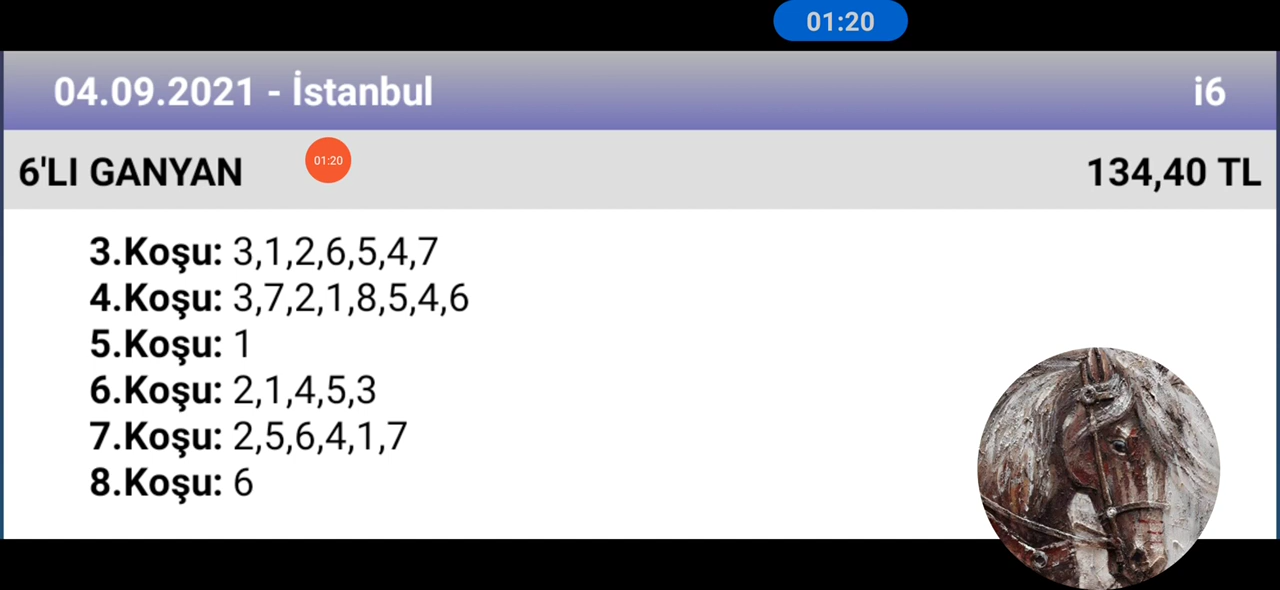 01:20
04.09.2021 - İstanbul i6
6'LI GANYAN 01:20 134,40 TL
3.Koşu: 3,1,2,6,5,4,7
4.Koşu: 3,7,2,1,8,5,4,6
5.Koşu: 1
6.Koşu: 2,1,4,5,3
7.Koşu: 2,5,6,4,1,7
8.Koşu: 6